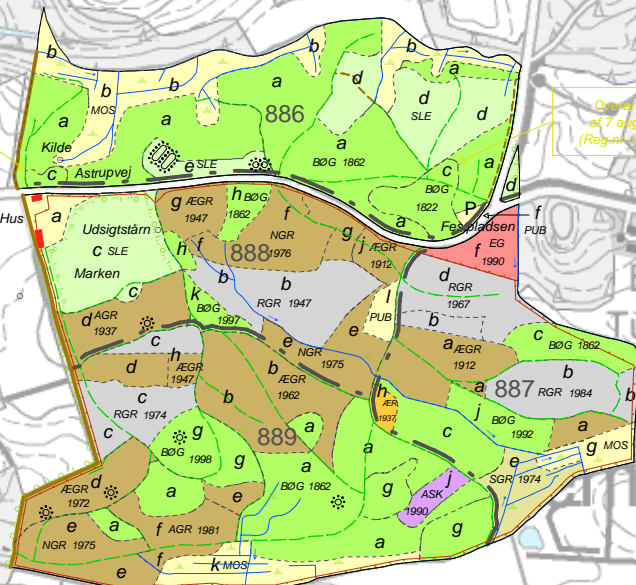 b
b
b
b
b
b
a
MOS
a
d
d
SLE
d
a
886
a
BØG 1862
Kilde
c
Astrupvej
e
SLE
c
BØG
1822
a
a
P
d
Hus
a
Udsigtstårn
c SLE
Marken
c
g ÆGR
1947
h BØG
1862
f
NGR
1976
g
j ÆGR
1912
Festpladsen
f EG
1990
f
PUB
h
f
888
b
RGR 1947
k
BØG
1997
l
PUB
d
RGR
1967
b
d AGR
1937
c
e
NGR 1975
e
a ÆGR
1912
c
BØG 1862
d
h
ÆGR
1947
b
b ÆGR
1962
h
ÆR
1937
a
887
b
RGR 1984
b
c
RGR 1974
c
g
BØG 1998
889
a
a
c
j
BØG
1992
a
g MOS
g
a
BØG 1862
g
j
ASK
1990
g
e
SGR 1974
d
ÆGR
1972
a
e
e
NGR 1975
a
f AGR 1981
f
e
k MOS
a